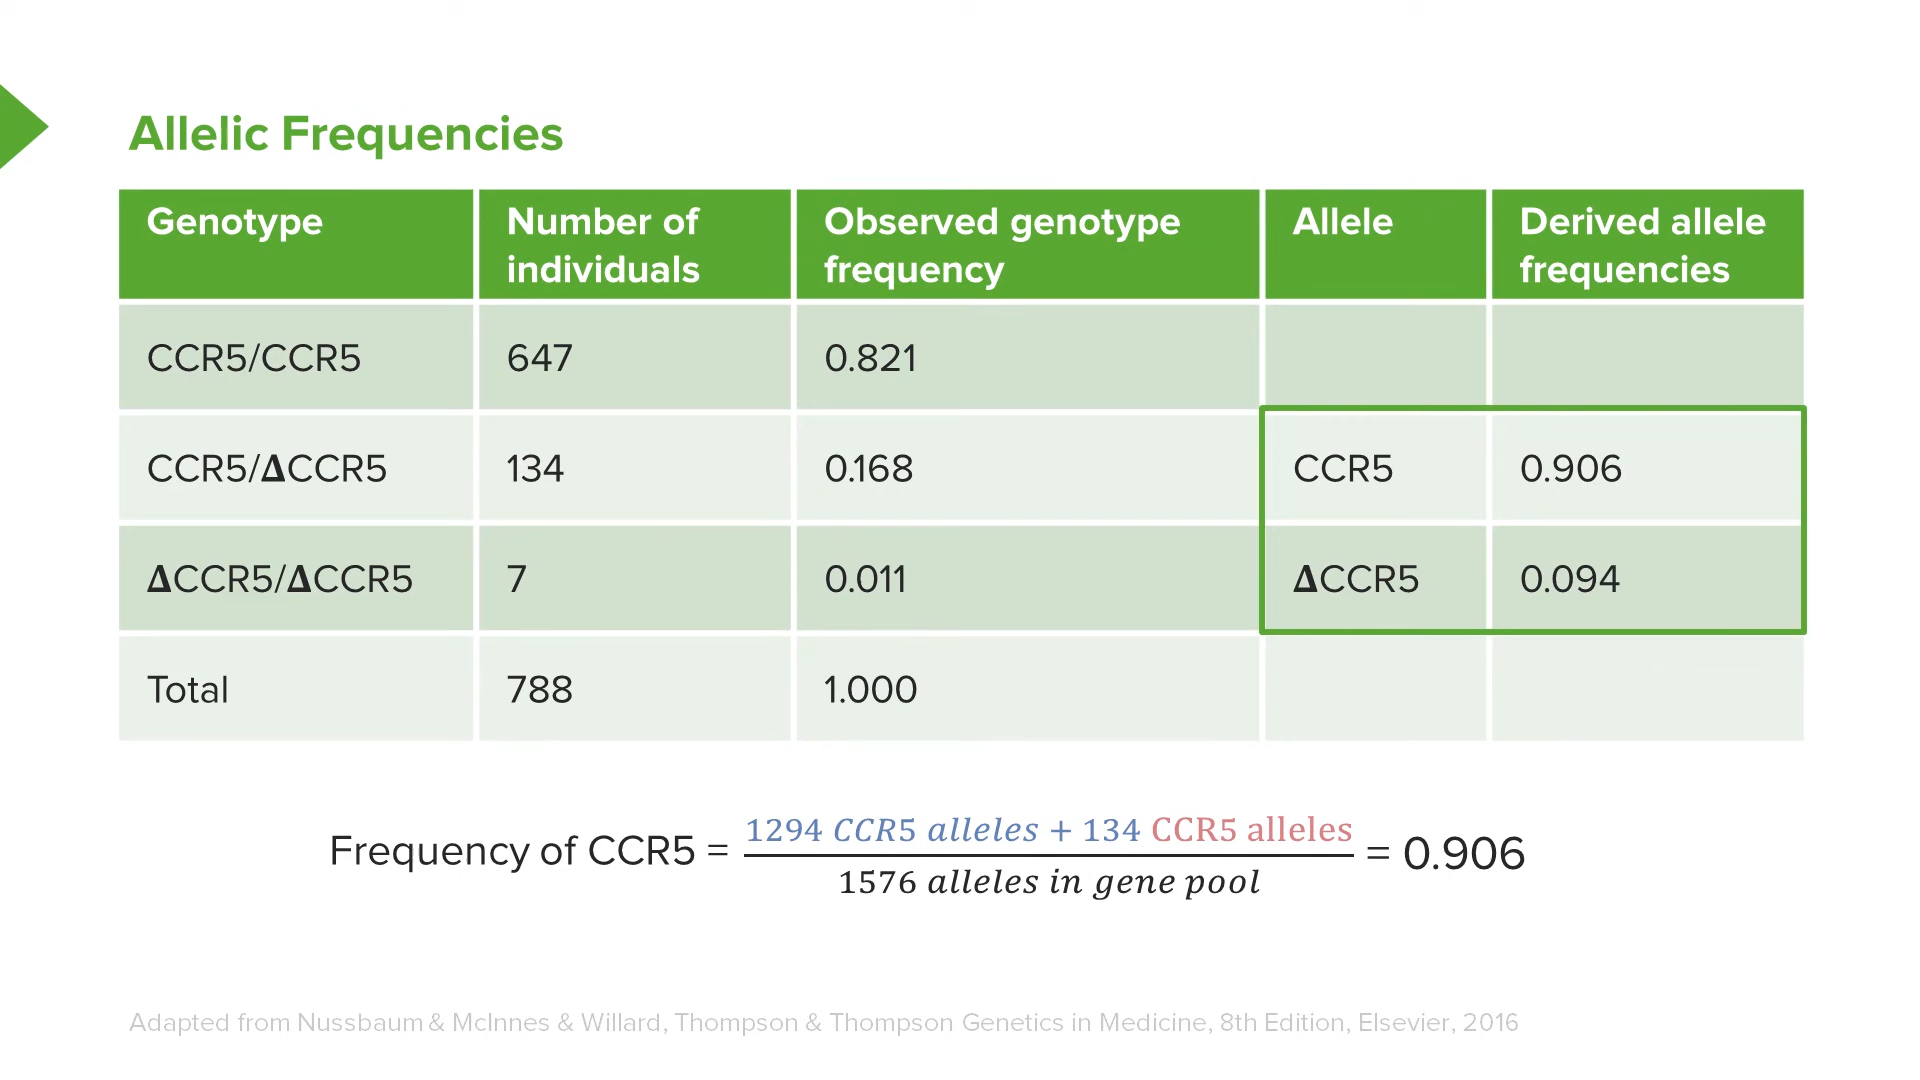 Allelic Frequencies
Genotype
Number of
individuals
Observed genotype
frequency
Allele
Derived allele
frequencies
CCR5/CCR5
647
0.821
CCR5/ΔCCR5
134
0.168
CCR5
0.906
ΔCCR5/ΔCCR5
7
0.011
ΔCCR5
0.094
Total
788
1.000
1294 CCR5 alleles + 134 CCR5 alleles
Frequency of CCR5 = = 0.906
1576 alleles in gene pool
Adapted from Nussbaum & McInnes & Willard, Thompson & Thompson Genetics in Medicine, 8th Edition, Elsevier, 2016